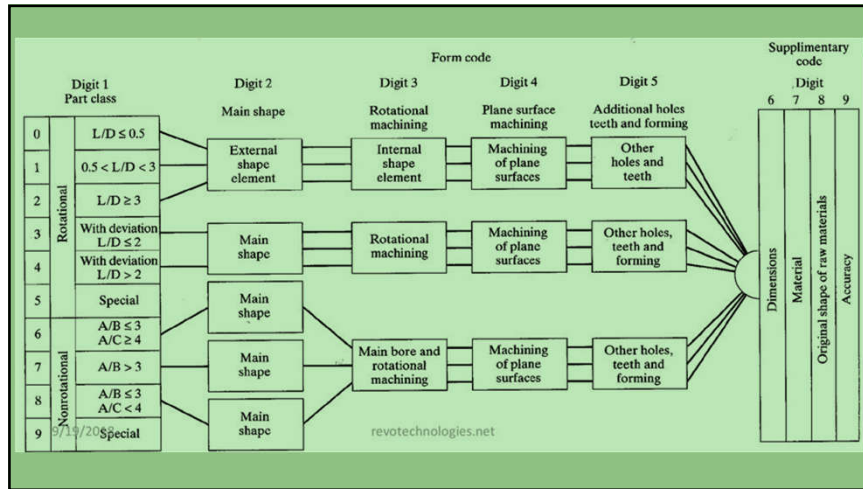 Form code
Supplimentary
code
Digit 1
Part class
Digit 2
Digit 3
Digit 4
Digit 5
Digit
6 7 8 9
Main shape
Rotational
machining
Plane surface
machining
Additional holes
teeth and forming
Rotational
0
L/D ≤ 0.5
1
0.5 < L/D < 3
2
L/D ≥ 3
3
With deviation
L/D ≤ 2
4
With deviation
L/D > 2
5
Special
Nonrotational
6
A/B ≤ 3
A/C ≥ 4
7
A/B > 3
8
A/B ≤ 3
A/C < 4
9
Special
External
shape
element
Internal
shape
element
Machining
of plane
surfaces
Other
holes and
teeth
Main
shape
Rotational
machining
Machining
of plane
surfaces
Other holes,
teeth and
forming
Main
shape
Main
shape
Main
shape
Main bore and
rotational
machining
Machining
of plane
surfaces
Other holes,
teeth and
forming
Dimensions
Material
Original shape of raw materials
Accuracy
revotechnologies.net